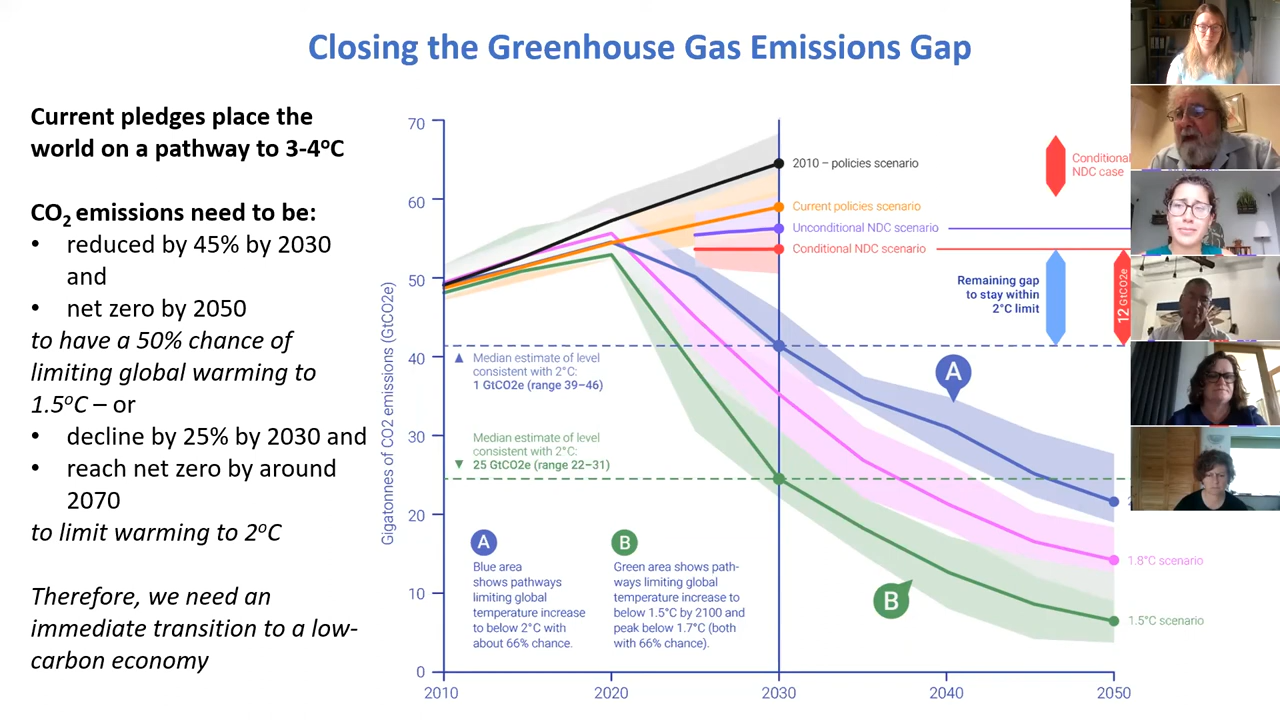 Closing the Greenhouse Gas Emissions Gap
Current pledges place the
world on a pathway to 3-4°C
CO2 emissions need to be:
• reduced by 45% by 2030
and
• net zero by 2050
to have a 50% chance of
limiting global warming to
1.5°C – or
• decline by 25% by 2030 and
• reach net zero by around
2070
to limit warming to 2°C
Therefore, we need an
immediate transition to a low-
carbon economy
Gigatonnes of CO2 emissions (GtCO2e)
70
60
50
40
30
20
10
0
2010
2020
2030
2040
2050
2010 – policies scenario
Current policies scenario
Unconditional NDC scenario
Conditional NDC scenario
Conditional
NDC case
Remaining gap
to stay within
2°C limit
12 GtCO2e
Median estimate of level
consistent with 2°C:
1 GtCO2e (range 39–46)
Median estimate of level
consistent with 2°C:
25 GtCO2e (range 22–31)
A
B
A
Blue area
shows pathways
limiting global
temperature increase
to below 2°C with
about 66% chance.
B
Green area shows path-
ways limiting global
temperature increase to
below 1.5°C by 2100 and
peak below 1.7°C (both
with 66% chance).
1.8°C scenario
1.5°C scenario